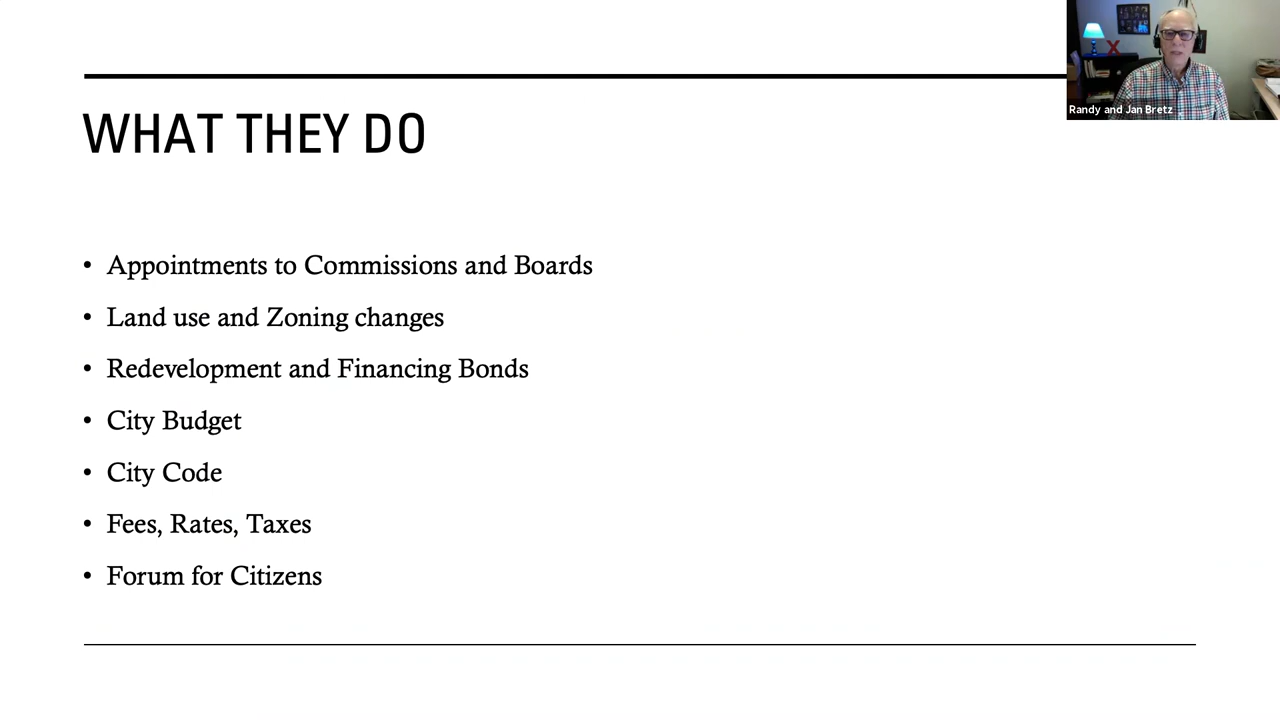 WHAT THEY DO
Randy and Jan Bretz
• Appointments to Commissions and Boards
• Land use and Zoning changes
• Redevelopment and Financing Bonds
• City Budget
• City Code
• Fees, Rates, Taxes
• Forum for Citizens